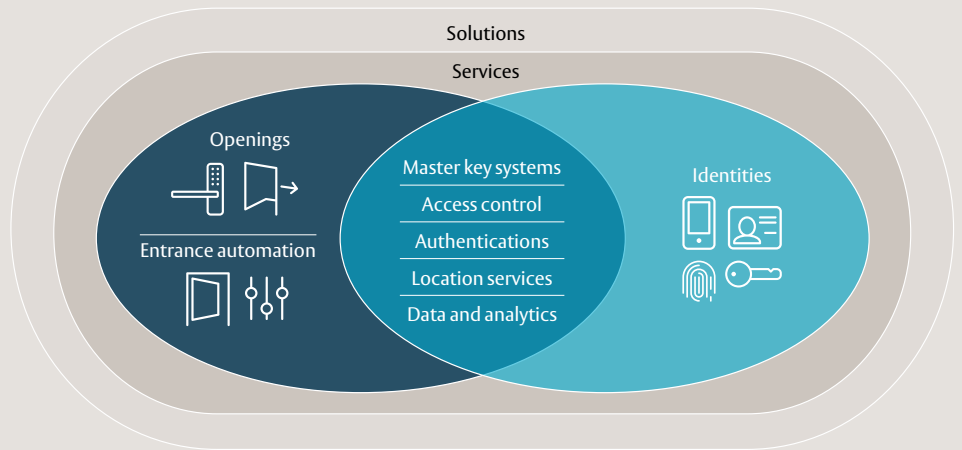 Solutions
Services
Openings
Entrance automation
Master key systems
Access control
Authentications
Location services
Data and analytics
Identities